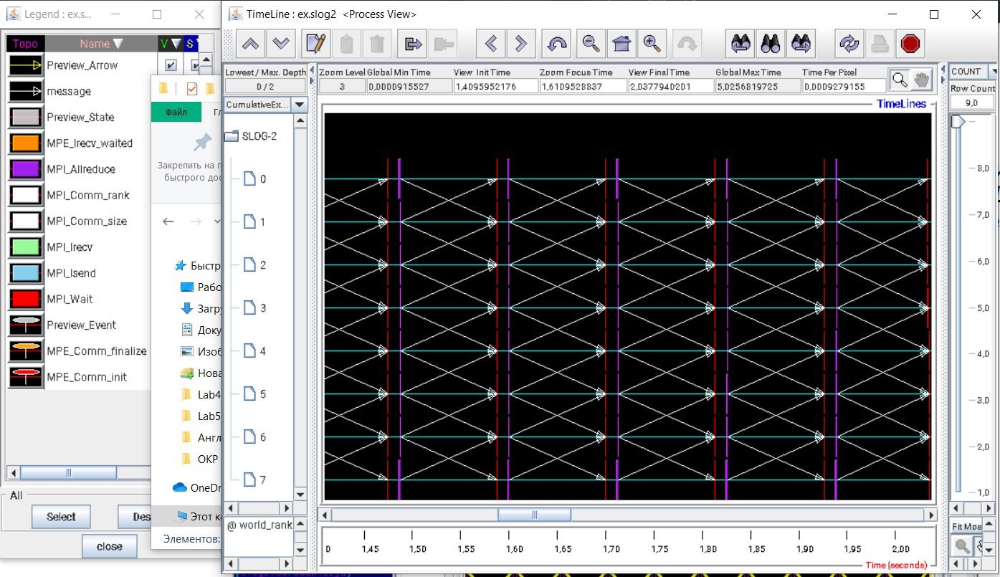 Legend : ex.s...
Topo Name V S
Preview_Arrow
message
Preview_State
MPE_Irecv_waited
MPI_Allreduce
MPI_Comm_rank
MPI_Comm_size
MPI_Irecv
MPI_Isend
MPI_Wait
Preview_Event
MPE_Comm_finalize
MPE_Comm_init
All
Select Des
close
Файл Гл
Закрепить на п
быстрого дос
Быстр
Рабо
Загру
Доку
Изоб
Нова
Lab4
Lab5
Англ
ОКР
OneDri
Этот к
Элементов:
TimeLine : ex.slog2 <Process View>
Lowest / Max. Depth
0 / 2
Zoom Level Global Min Time View Init Time Zoom Focus Time View Final Time Global Max Time Time Per Pixel
3 0,0000915527 1,4095952176 1,6109528837 2,0377940201 5,0256819725 0,0009279155
CumulativeEx...
TimeLines
SLOG-2
0
1
2
3
4
5
6
7
@ world_rank
0 1,45 1,50 1,55 1,60 1,65 1,70 1,75 1,80 1,85 1,90 1,95 2,00
Time (seconds)
COUNT
Row Count
9,0
8,0
7,0
6,0
5,0
4,0
3,0
2,0
1,0
Fit Mos